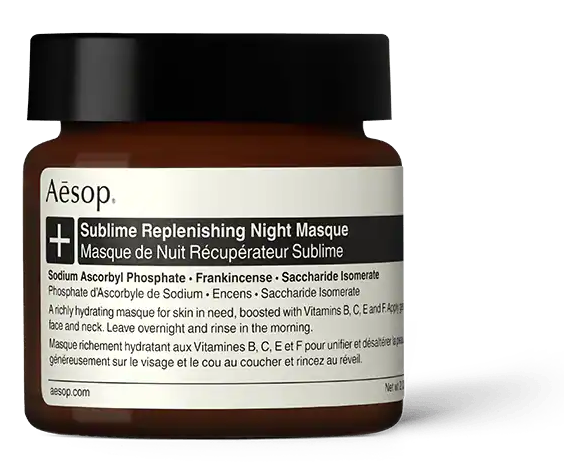 Aēsop®
Sublime Replenishing Night Masque
Masque de Nuit Récupérateur Sublime
Sodium Ascorbyl Phosphate • Frankincense • Saccharide Isomerate
Phosphate d'Ascorbyle de Sodium • Encens • Saccharide Isomerate
A richly hydrating masque for skin in need, boosted with Vitamins B, C, E and F. Apply
face and neck. Leave overnight and rinse in the morning.
Masque richement hydratant aux Vitamines B, C, E et F pour unifier et désaltérer la
généreusement sur le visage et le cou au coucher et rincez au réveil.
aesop.com
Net wt